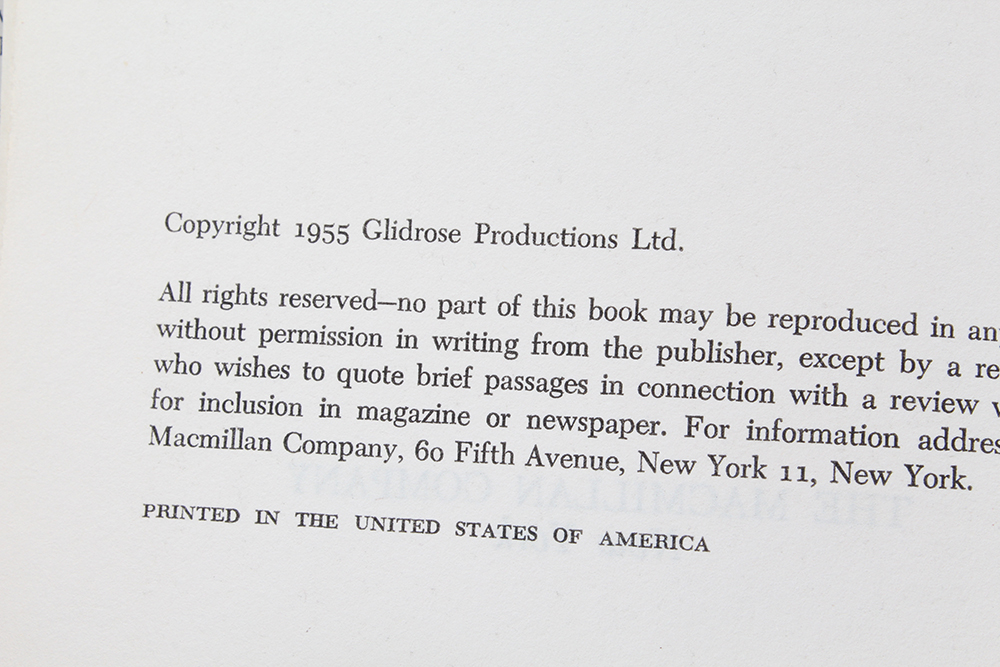 Copyright 1955 Glidrose Productions Ltd.
All rights reserved—no part of this book may be reproduced in
without permission in writing from the publisher, except by a
who wishes to quote brief passages in connection with a review
for inclusion in magazine or newspaper. For information
Macmillan Company, 60 Fifth Avenue, New York 11, New York.
PRINTED IN THE UNITED STATES OF AMERICA
THE MACMILLAN COMPANY